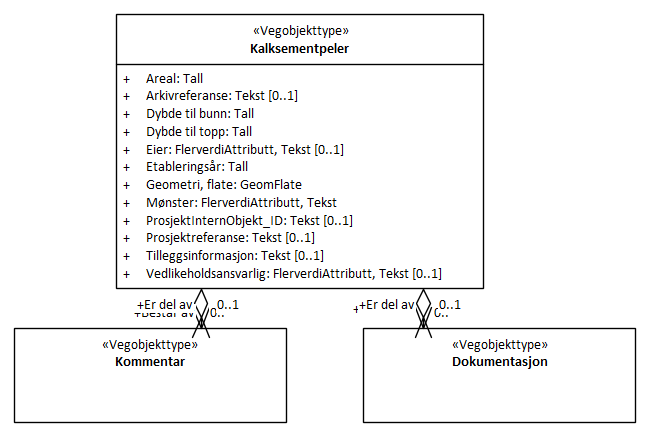 «Vegobjekttype»
Kalksementpeler
+ Areal: Tall
+ Arkivreferanse: Tekst [0..1]
+ Dybde til bunn: Tall
+ Dybde til topp: Tall
+ Eier: FlerverdiAttributt, Tekst [0..1]
+ Etableringsår: Tall
+ Geometri, flate: GeomFlate
+ Mønster: FlerverdiAttributt, Tekst
+ ProsjektInternObjekt_ID: Tekst [0..1]
+ Prosjektreferanse: Tekst [0..1]
+ Tilleggsinformasjon: Tekst [0..1]
+ Vedlikeholdsansvarlig: FlerverdiAttributt, Tekst [0..1]
+Er del av 0..1
+Består av 0..
+Er del av 0..1
+ 0..
«Vegobjekttype»
Kommentar
«Vegobjekttype»
Dokumentasjon